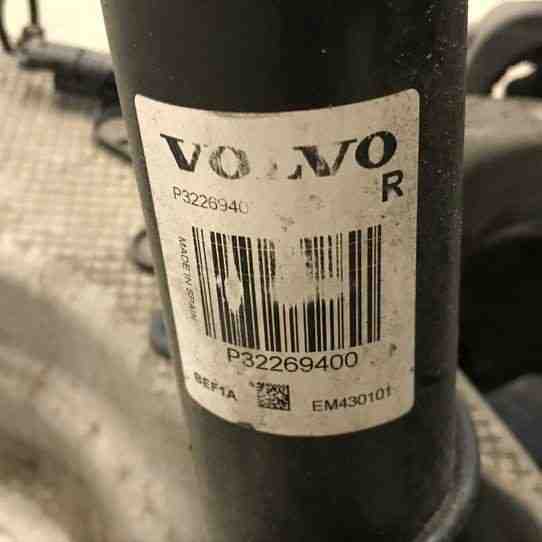 VOLVO
P3226940
R
MADE IN SPAIN
P32269400
BEF1A
EM430101